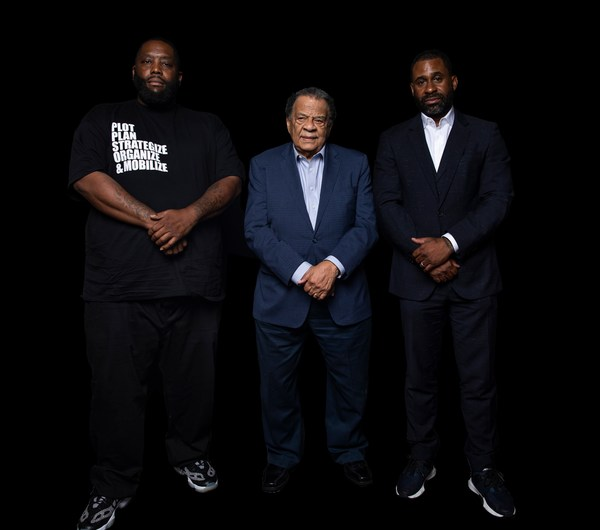 PLOT
PLAN
STRATEGIZE
ORGANIZE
& MOBILIZE